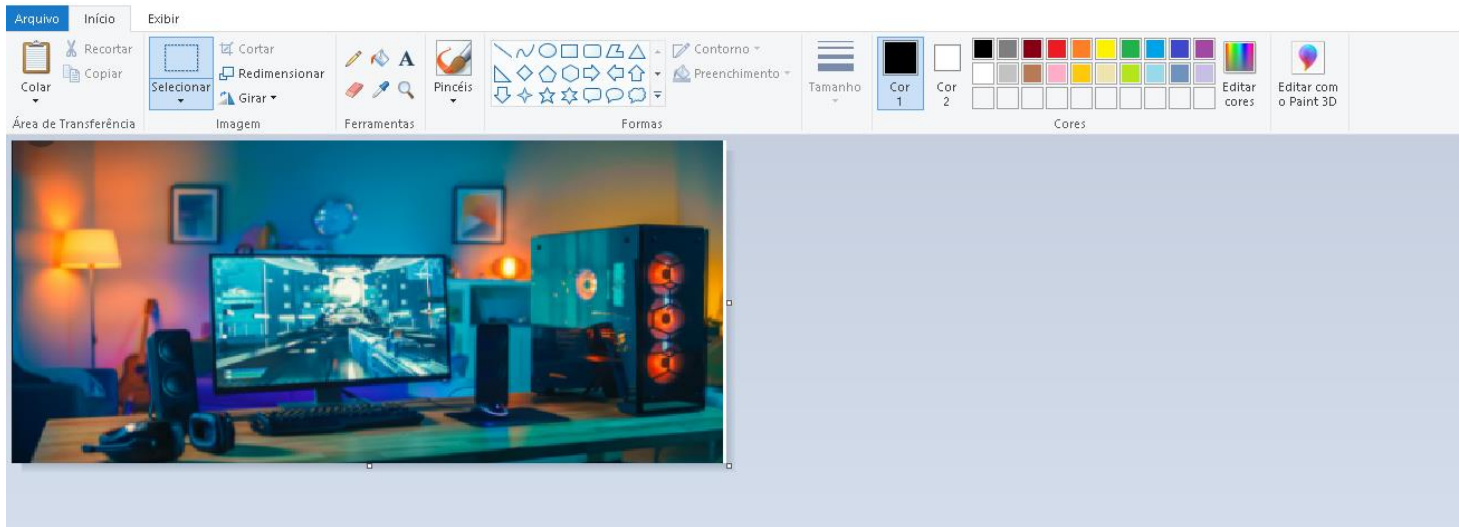 Arquivo Início Exibir
Colar
Recortar
Copiar
Área de Transferência
Selecionar
Cortar
Redimensionar
Girar
Imagem
A
Ferramentas
Pincéis
Contorno
Preenchimento
Formas
Tamanho
Cor
1
Cor
2
Editar
cores
Cores
Editar com
o Paint 3D